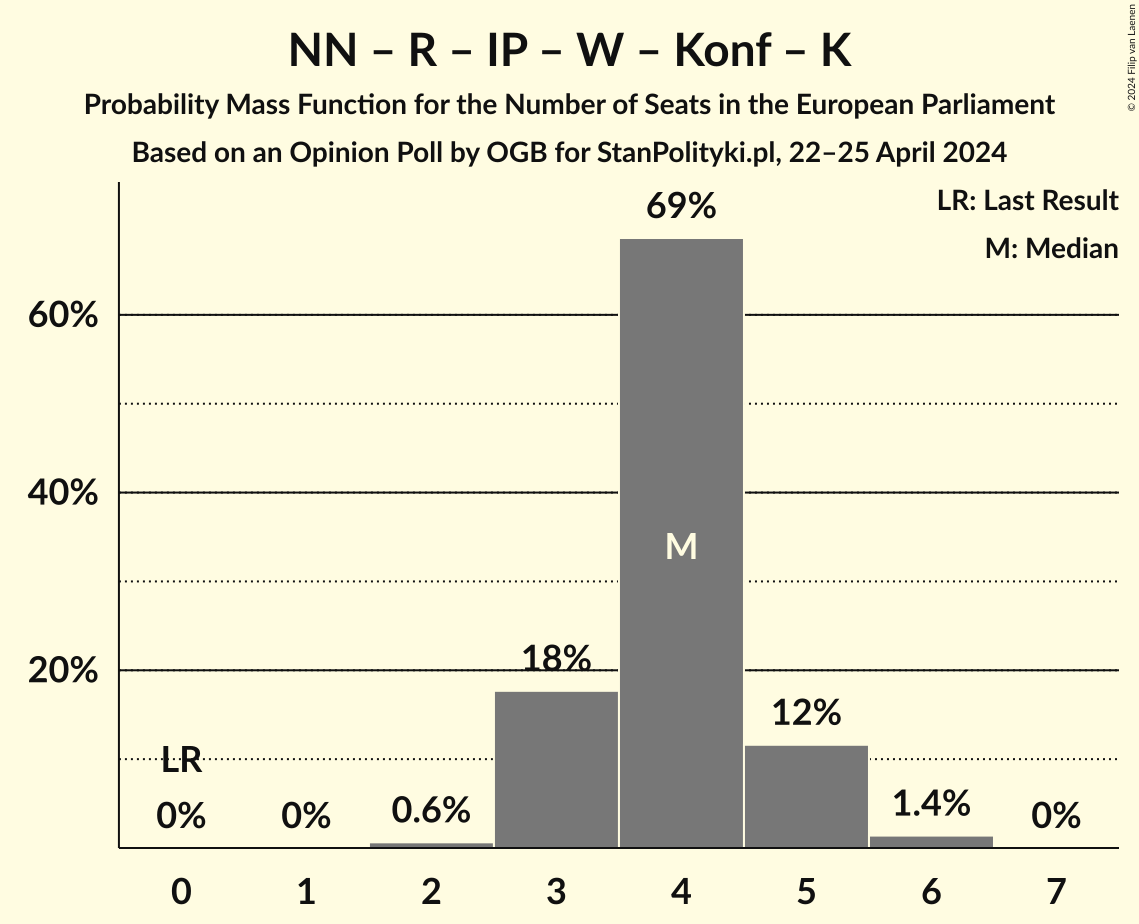 NN – R – IP – W – Konf – K
Probability Mass Function for the Number of Seats in the European Parliament
Based on an Opinion Poll by OGB for StanPolityki.pl, 22–25 April 2024
© 2024 Filip van Laenen
LR: Last Result
M: Median
69%
60%
40%
M
20%
18%
12%
LR
0%
0%
0.6%
1.4%
0%
0
1
2
3
4
5
6
7